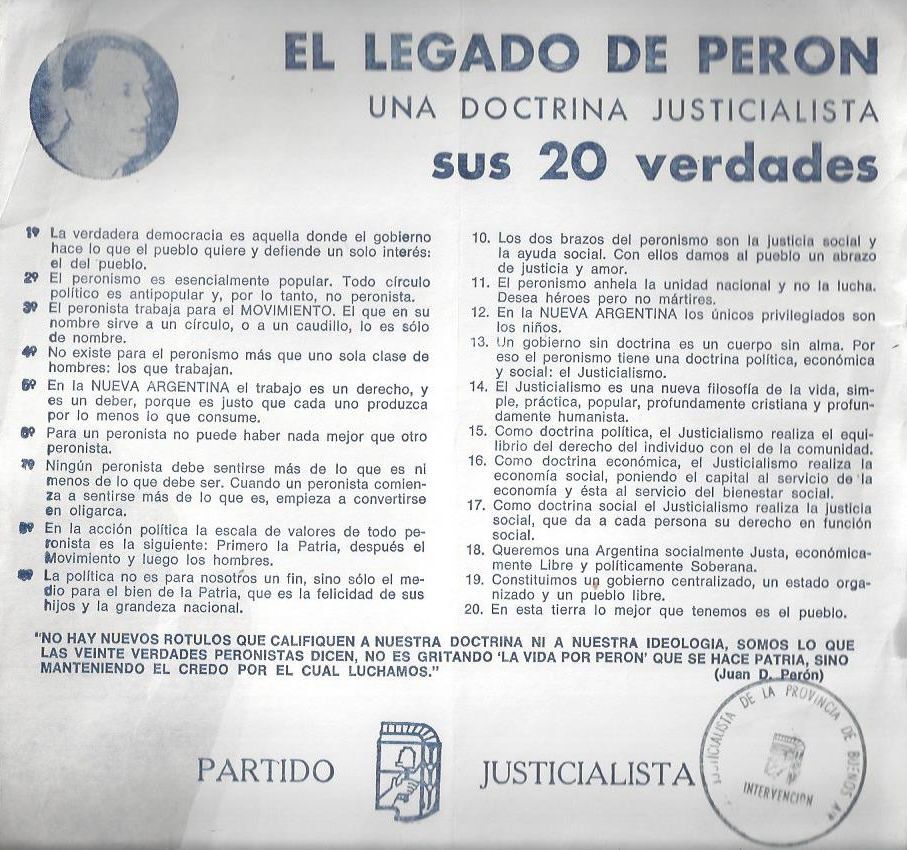 EL LEGADO DE PERON
UNA DOCTRINA JUSTICIALISTA
sus 20 verdades
1º La verdadera democracia es aquella donde el gobierno
hace lo que el pueblo quiere y defiende un solo interés:
el del pueblo.
2º El peronismo es esencialmente popular. Todo círculo
político es antipopular y, por lo tanto, no peronista.
3º El peronista trabaja para el MOVIMIENTO. El que en su
nombre sirve a un círculo, o a un caudillo, lo es sólo
de nombre.
4º No existe para el peronismo más que uno sola clase de
hombres: los que trabajan.
5º En la NUEVA ARGENTINA el trabajo es un derecho, y
es un deber, porque es justo que cada uno produzca
por lo menos lo que consume.
6º Para un peronista no puede haber nada mejor que otro
peronista.
7º Ningún peronista debe sentirse más de lo que es ni
menos de lo que debe ser. Cuando un peronista comien-
za a sentirse más de lo que es, empieza a convertirse
en oligarca.
8º En la acción política la escala de valores de todo pe-
ronista es la siguiente: Primero la Patria, después el
Movimiento y luego los hombres.
La política no es para nosotros un fin, sino sólo el me-
dio para el bien de la Patria, que es la felicidad de sus
hijos y la grandeza nacional.
10. Los dos brazos del peronismo son la justicia social y
la ayuda social. Con ellos damos al pueblo un abrazo
de justicia y amor.
11. El peronismo anhela la unidad nacional y no la lucha.
Desea héroes pero no mártires.
12. En la NUEVA ARGENTINA los únicos privilegiados son
los niños.
13. Un gobierno sin doctrina es un cuerpo sin alma. Por
eso el peronismo tiene una doctrina política, económica
y social: el Justicialismo.
14. El Justicialismo es una nueva filosofía de la vida, sim-
ple, práctica, popular, profundamente cristiana y profun-
damente humanista.
15. Como doctrina política, el Justicialismo realiza el equi-
librio del derecho del individuo con el de la comunidad.
16. Como doctrina económica, el Justicialismo realiza la
economía social, poniendo el capital al servicio de la
economía y ésta al servicio del bienestar social.
17. Como doctrina social el Justicialismo realiza la justicia
social, que da a cada persona su derecho en función
social.
18. Queremos una Argentina socialmente Justa, económica-
mente Libre y políticamente Soberana.
19. Constituimos un gobierno centralizado, un estado orga-
nizado y un pueblo libre.
20. En esta tierra lo mejor que tenemos es el pueblo.
"NO HAY NUEVOS ROTULOS QUE CALIFIQUEN A NUESTRA DOCTRINA NI A NUESTRA IDEOLOGIA, SOMOS LO QUE
LAS VEINTE VERDADES PERONISTAS DICEN, NO ES GRITANDO 'LA VIDA POR PERON' QUE SE HACE PATRIA, SINO
MANTENIENDO EL CREDO POR EL CUAL LUCHAMOS."
(Juan D. Perón)
PARTIDO JUSTICIALISTA
JUSTICIALISTA DE LA PROVINCIA DE BUENOS AIR
INTERVENCION